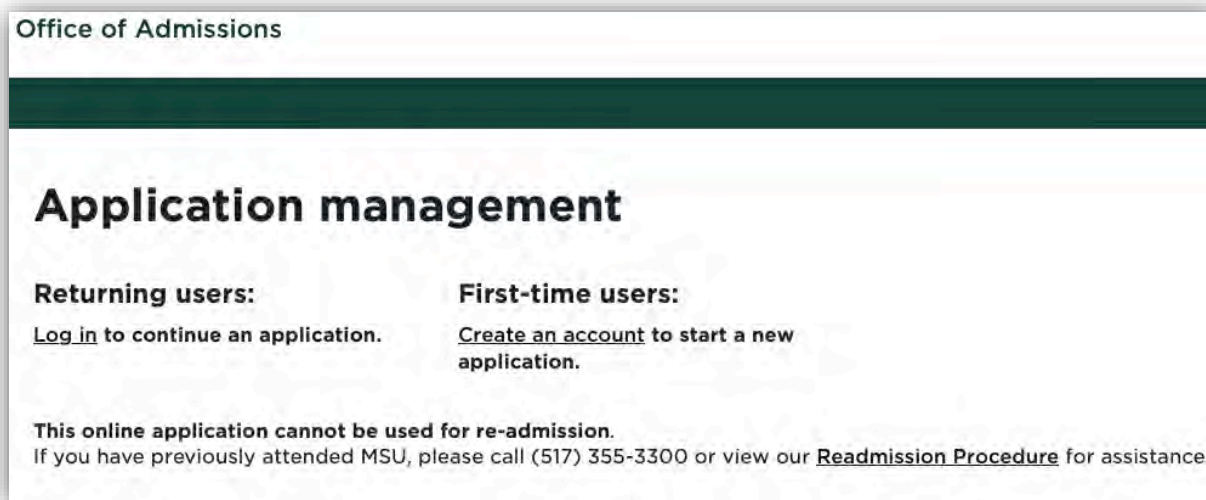 Office of Admissions
Application management
Returning users:
Log in to continue an application.
First-time users:
Create an account to start a new
application.
This online application cannot be used for re-admission.
If you have previously attended MSU, please call (517) 355-3300 or view our Readmission Procedure for assistance